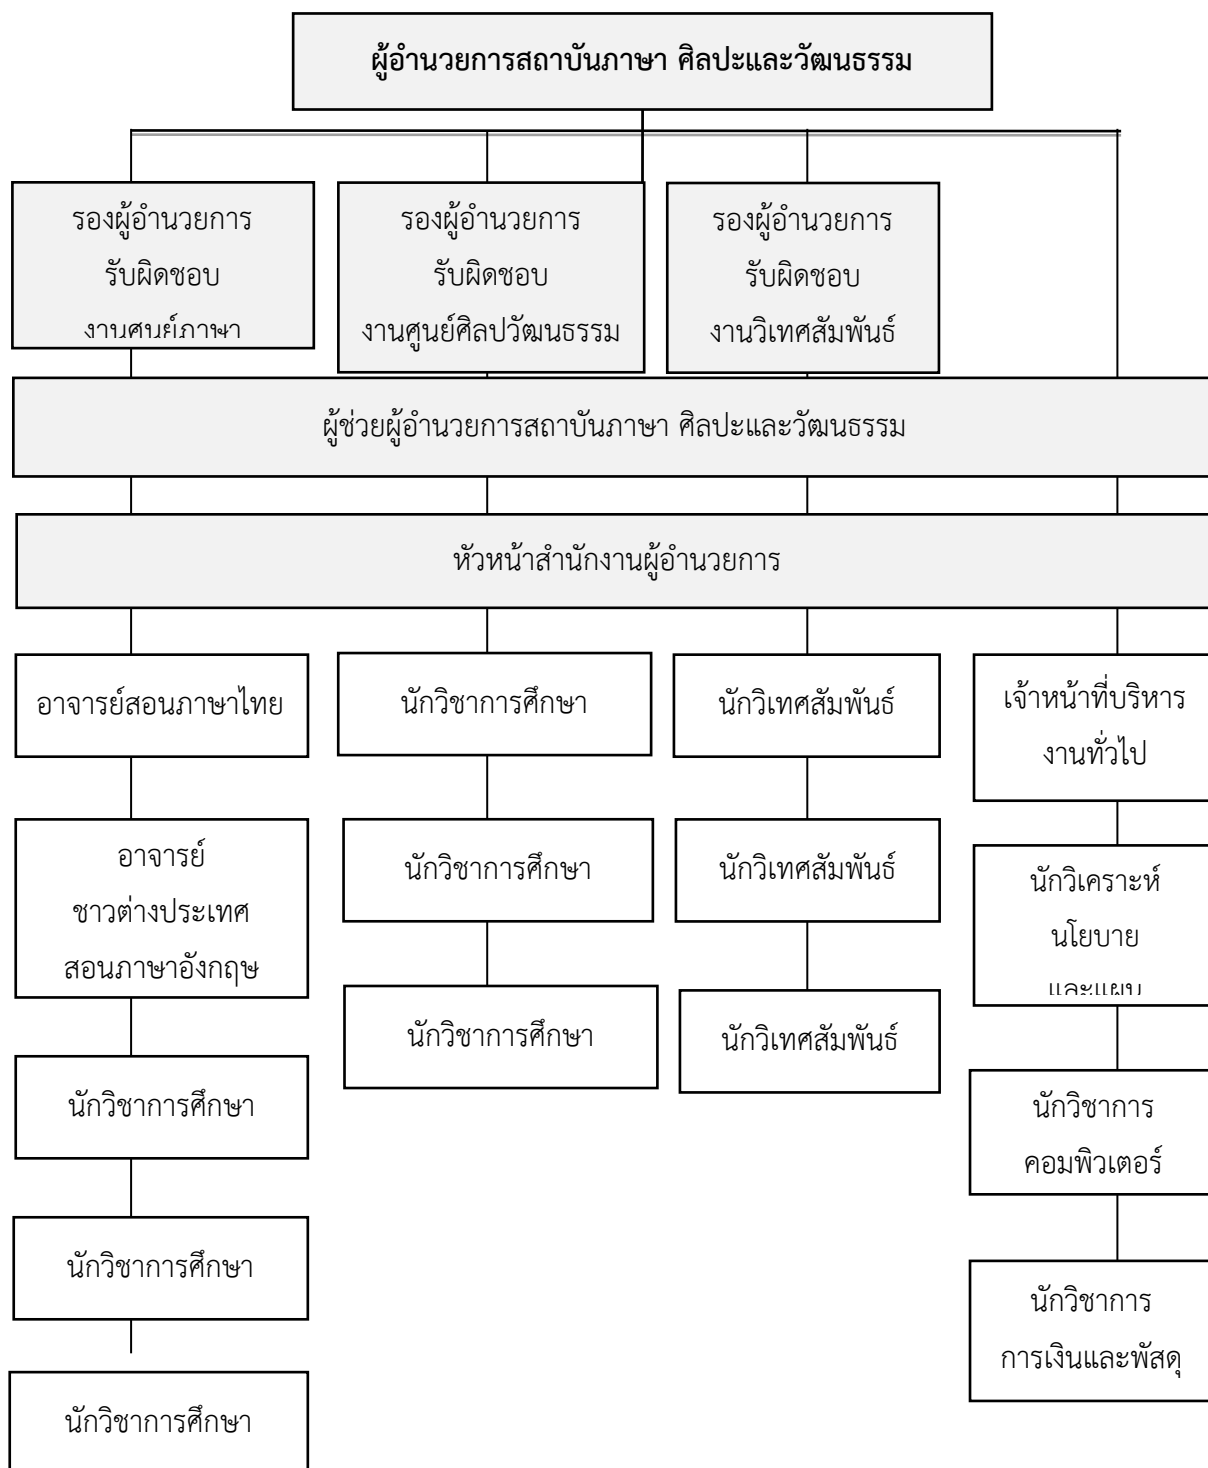 ผู้อำนวยการสถาบันภาษา ศิลปะและวัฒนธรรม
รองผู้อำนวยการ
รับผิดชอบ
งานศูนย์ภาษา
รองผู้อำนวยการ
รับผิดชอบ
งานศูนย์ศิลปวัฒนธรรม
รองผู้อำนวยการ
รับผิดชอบ
งานวิเทศสัมพันธ์
ผู้ช่วยผู้อำนวยการสถาบันภาษา ศิลปะและวัฒนธรรม
หัวหน้าสำนักงานผู้อำนวยการ
อาจารย์สอนภาษาไทย
นักวิชาการศึกษา
นักวิเทศสัมพันธ์
เจ้าหน้าที่บริหาร
งานทั่วไป
อาจารย์
ชาวต่างประเทศ
สอนภาษาอังกฤษ
นักวิชาการศึกษา
นักวิเทศสัมพันธ์
นักวิเคราะห์
นโยบาย
และแผน
นักวิชาการศึกษา
นักวิชาการศึกษา
นักวิเทศสัมพันธ์
นักวิชาการ
คอมพิวเตอร์
นักวิชาการศึกษา
นักวิชาการ
การเงินและพัสดุ
นักวิชาการศึกษา